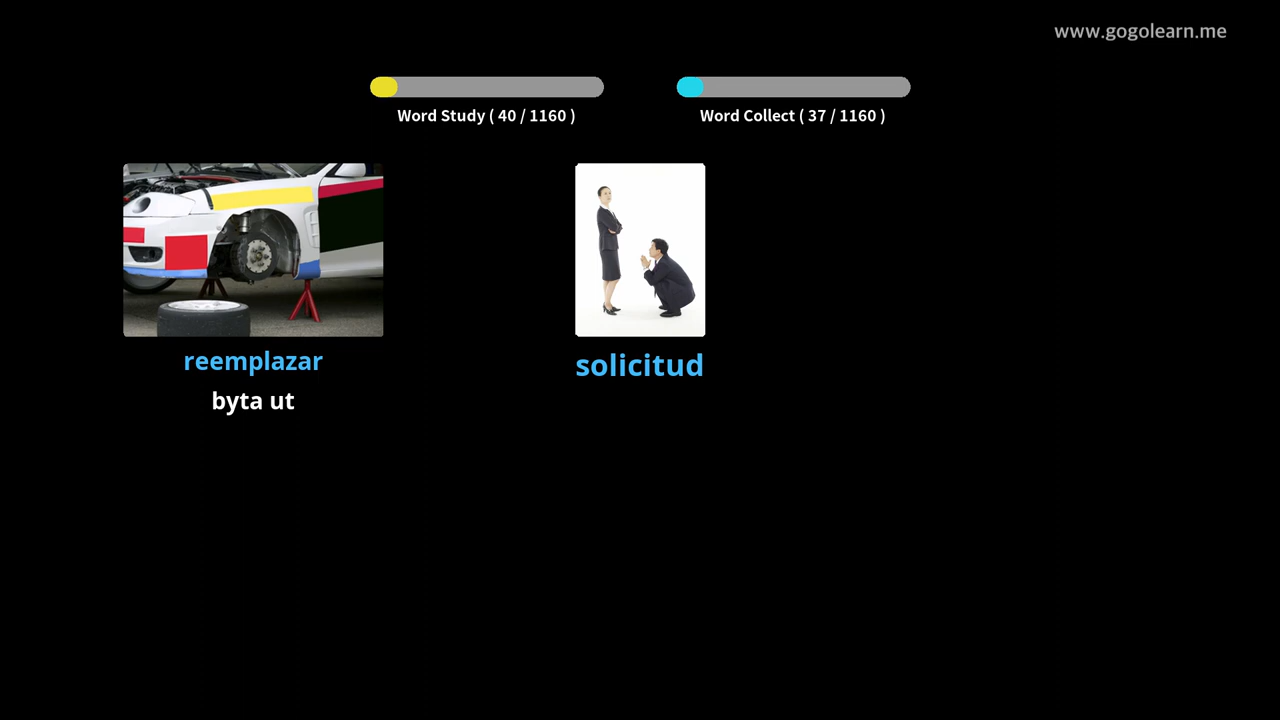 www.gogolearn.me
Word Study ( 40 / 1160 )
Word Collect ( 37 / 1160 )
reemplazar
byta ut
solicitud